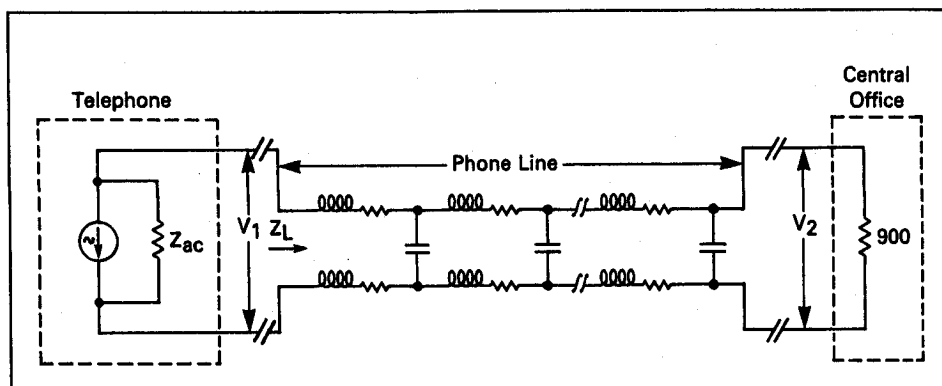 Telephone
Central
Office
Phone Line
V1
ZL
Zac
V2
900